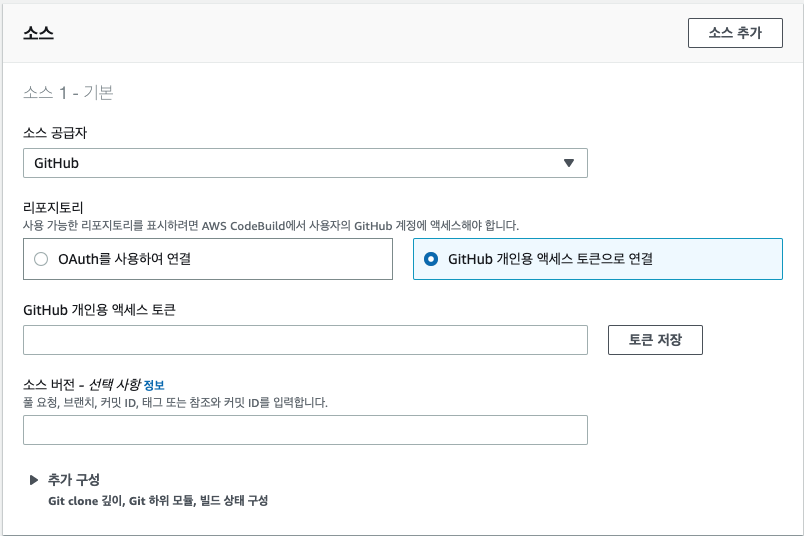 소스
소스 추가
소스 1 - 기본
소스 공급자
GitHub
리포지토리
사용 가능한 리포지토리를 표시하려면 AWS CodeBuild에서 사용자의 GitHub 계정에 액세스해야 합니다.
OAuth를 사용하여 연결
GitHub 개인용 액세스 토큰으로 연결
GitHub 개인용 액세스 토큰
토큰 저장
소스 버전 - 선택 사항 정보
풀 요청, 브랜치, 커밋 ID, 태그 또는 참조와 커밋 ID를 입력합니다.
추가 구성
Git clone 깊이, Git 하위 모듈, 빌드 상태 구성